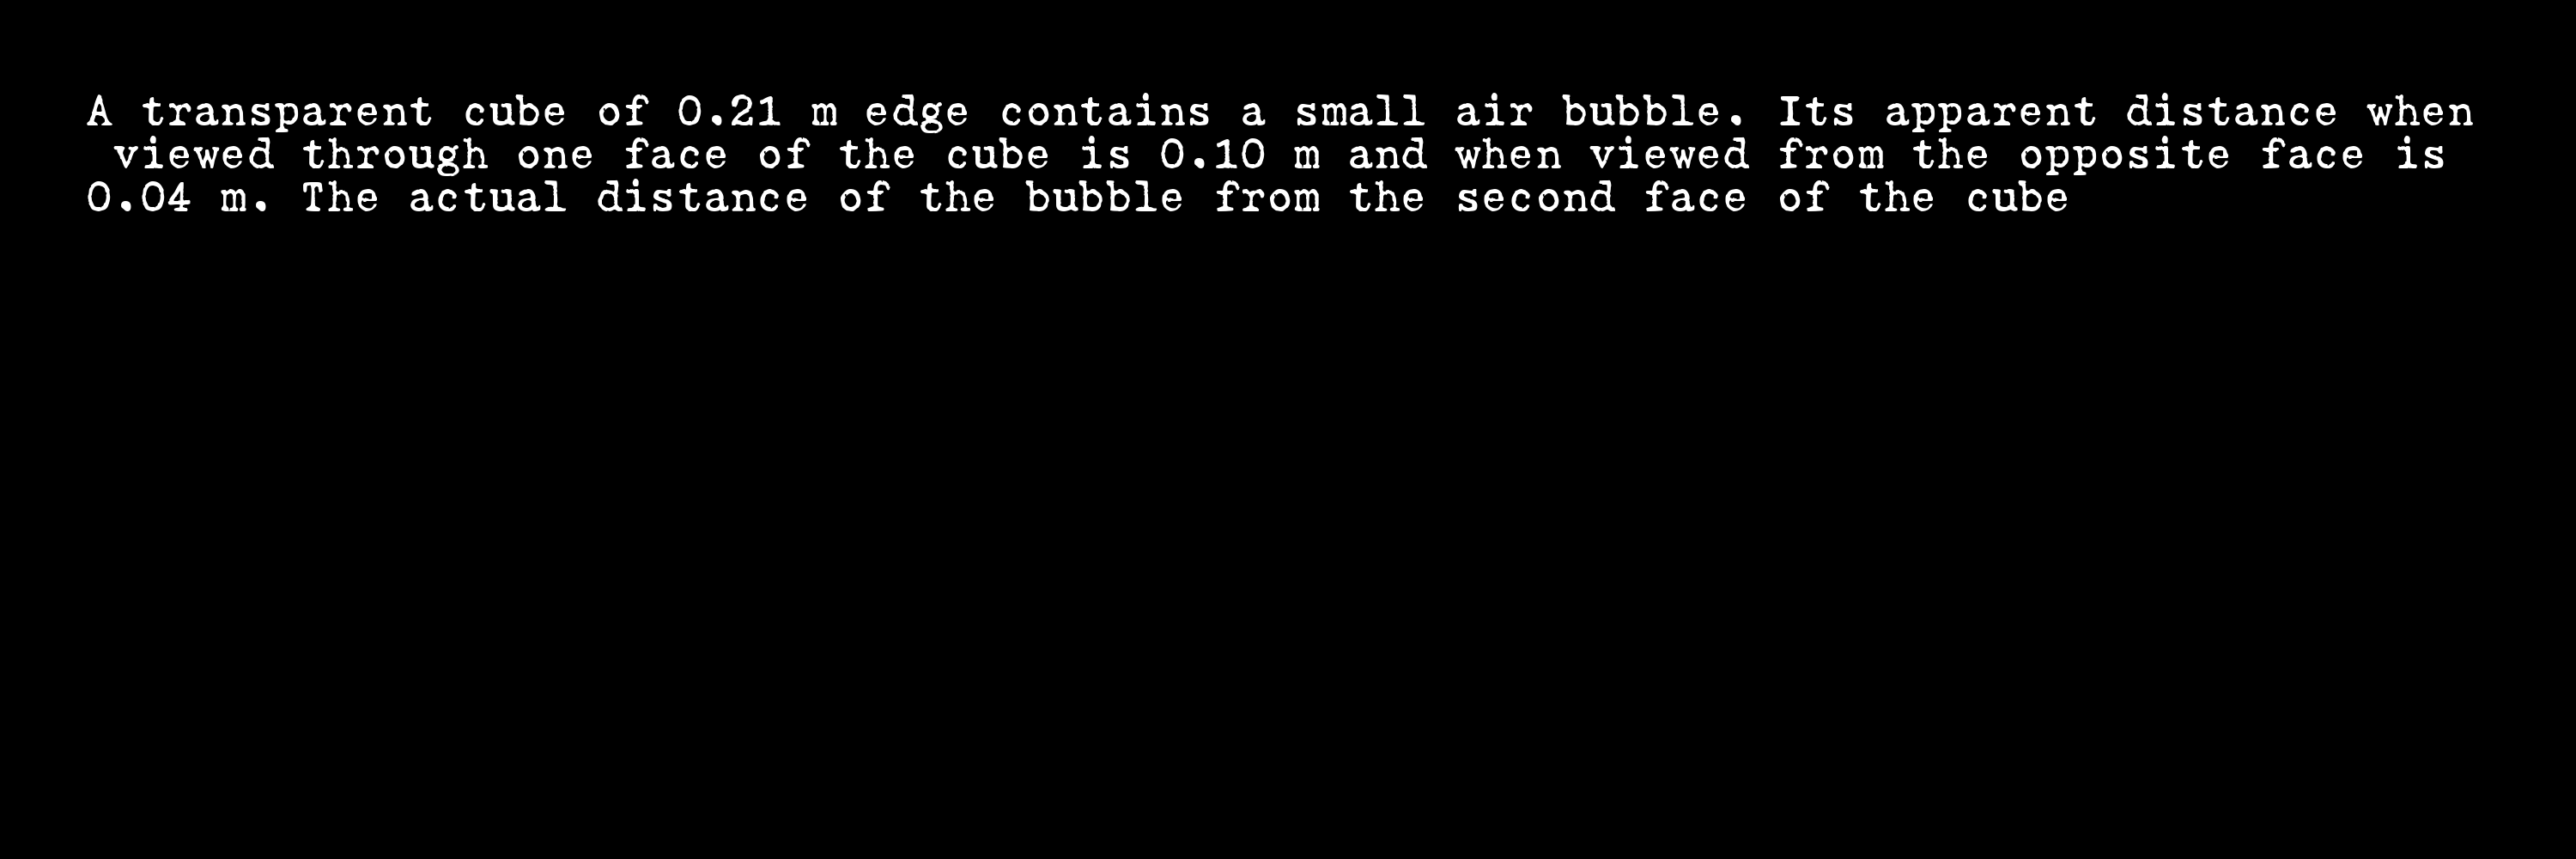 A transparent cube of 0.21 m edge contains a small air bubble. Its apparent distance when
viewed through one face of the cube is 0.10 m and when viewed from the opposite face is
0.04 m. The actual distance of the bubble from the second face of the cube